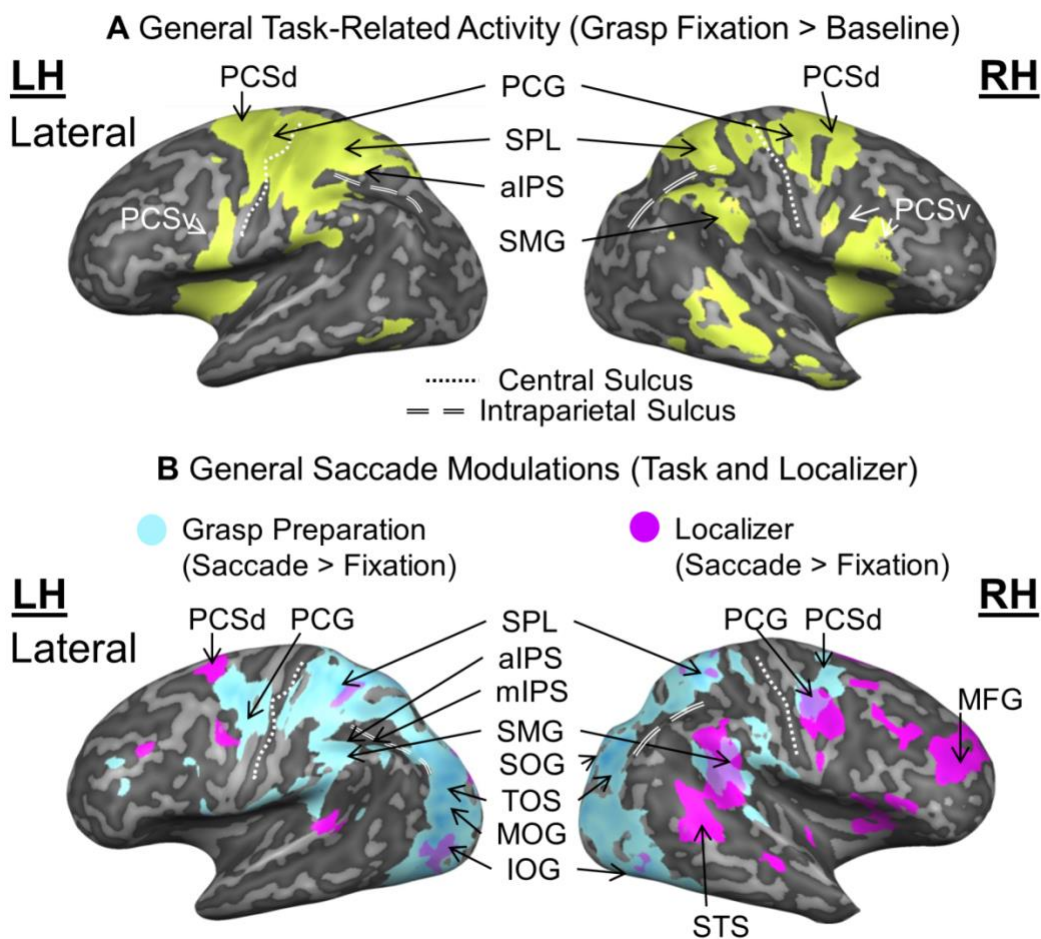 A General Task-Related Activity (Grasp Fixation > Baseline)
LH
Lateral
PCSd
PCG
PCSd
RH
SPL
aIPS
PCSv
SMG
PCSv
Central Sulcus
Intraparietal Sulcus
B General Saccade Modulations (Task and Localizer)
Grasp Preparation
(Saccade > Fixation)
Localizer
(Saccade > Fixation)
LH
Lateral
PCSd
PCG
SPL
PCG
PCSd
RH
aIPS
mIPS
MFG
SMG
SOG
TOS
MOG
IOG
STS